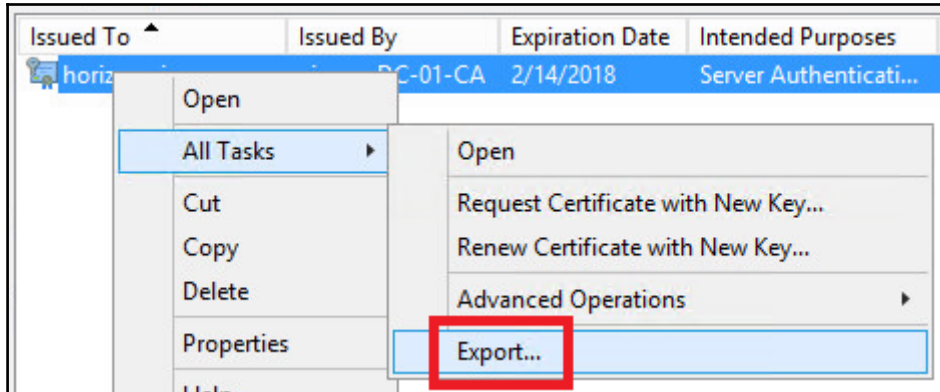 Issued To Issued By Expiration Date Intended Purposes
DC-01-CA 2/14/2018 Server Authenticati...
Open
All Tasks
Cut
Copy
Delete
Properties
Open
Request Certificate with New Key...
Renew Certificate with New Key...
Advanced Operations
Export...